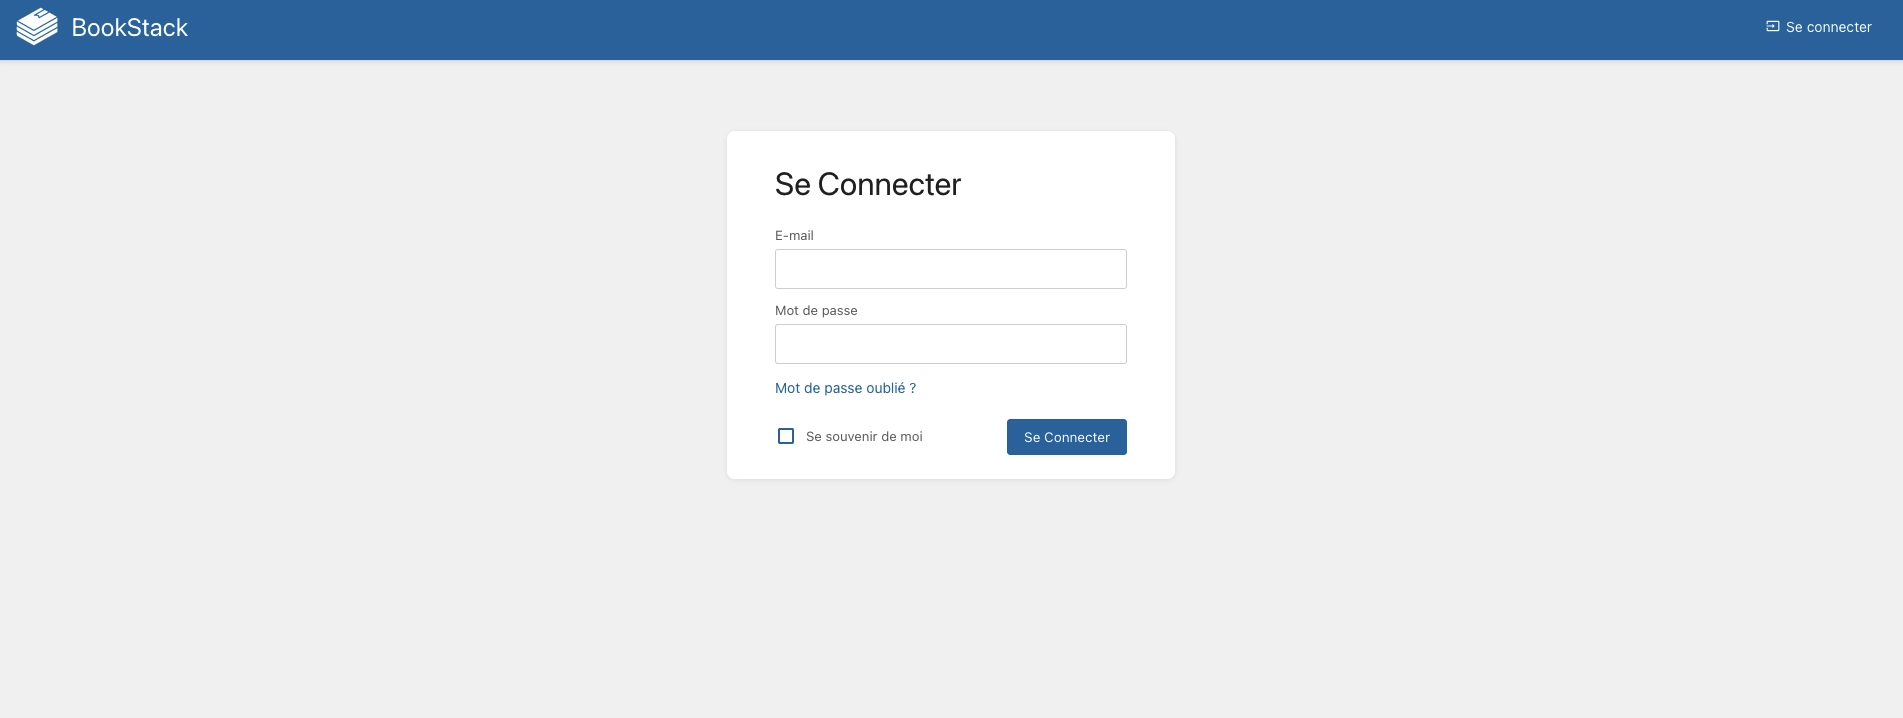 BookStack
Se connecter
Se Connecter
E-mail
Mot de passe
Mot de passe oublié ?
Se souvenir de moi
Se Connecter